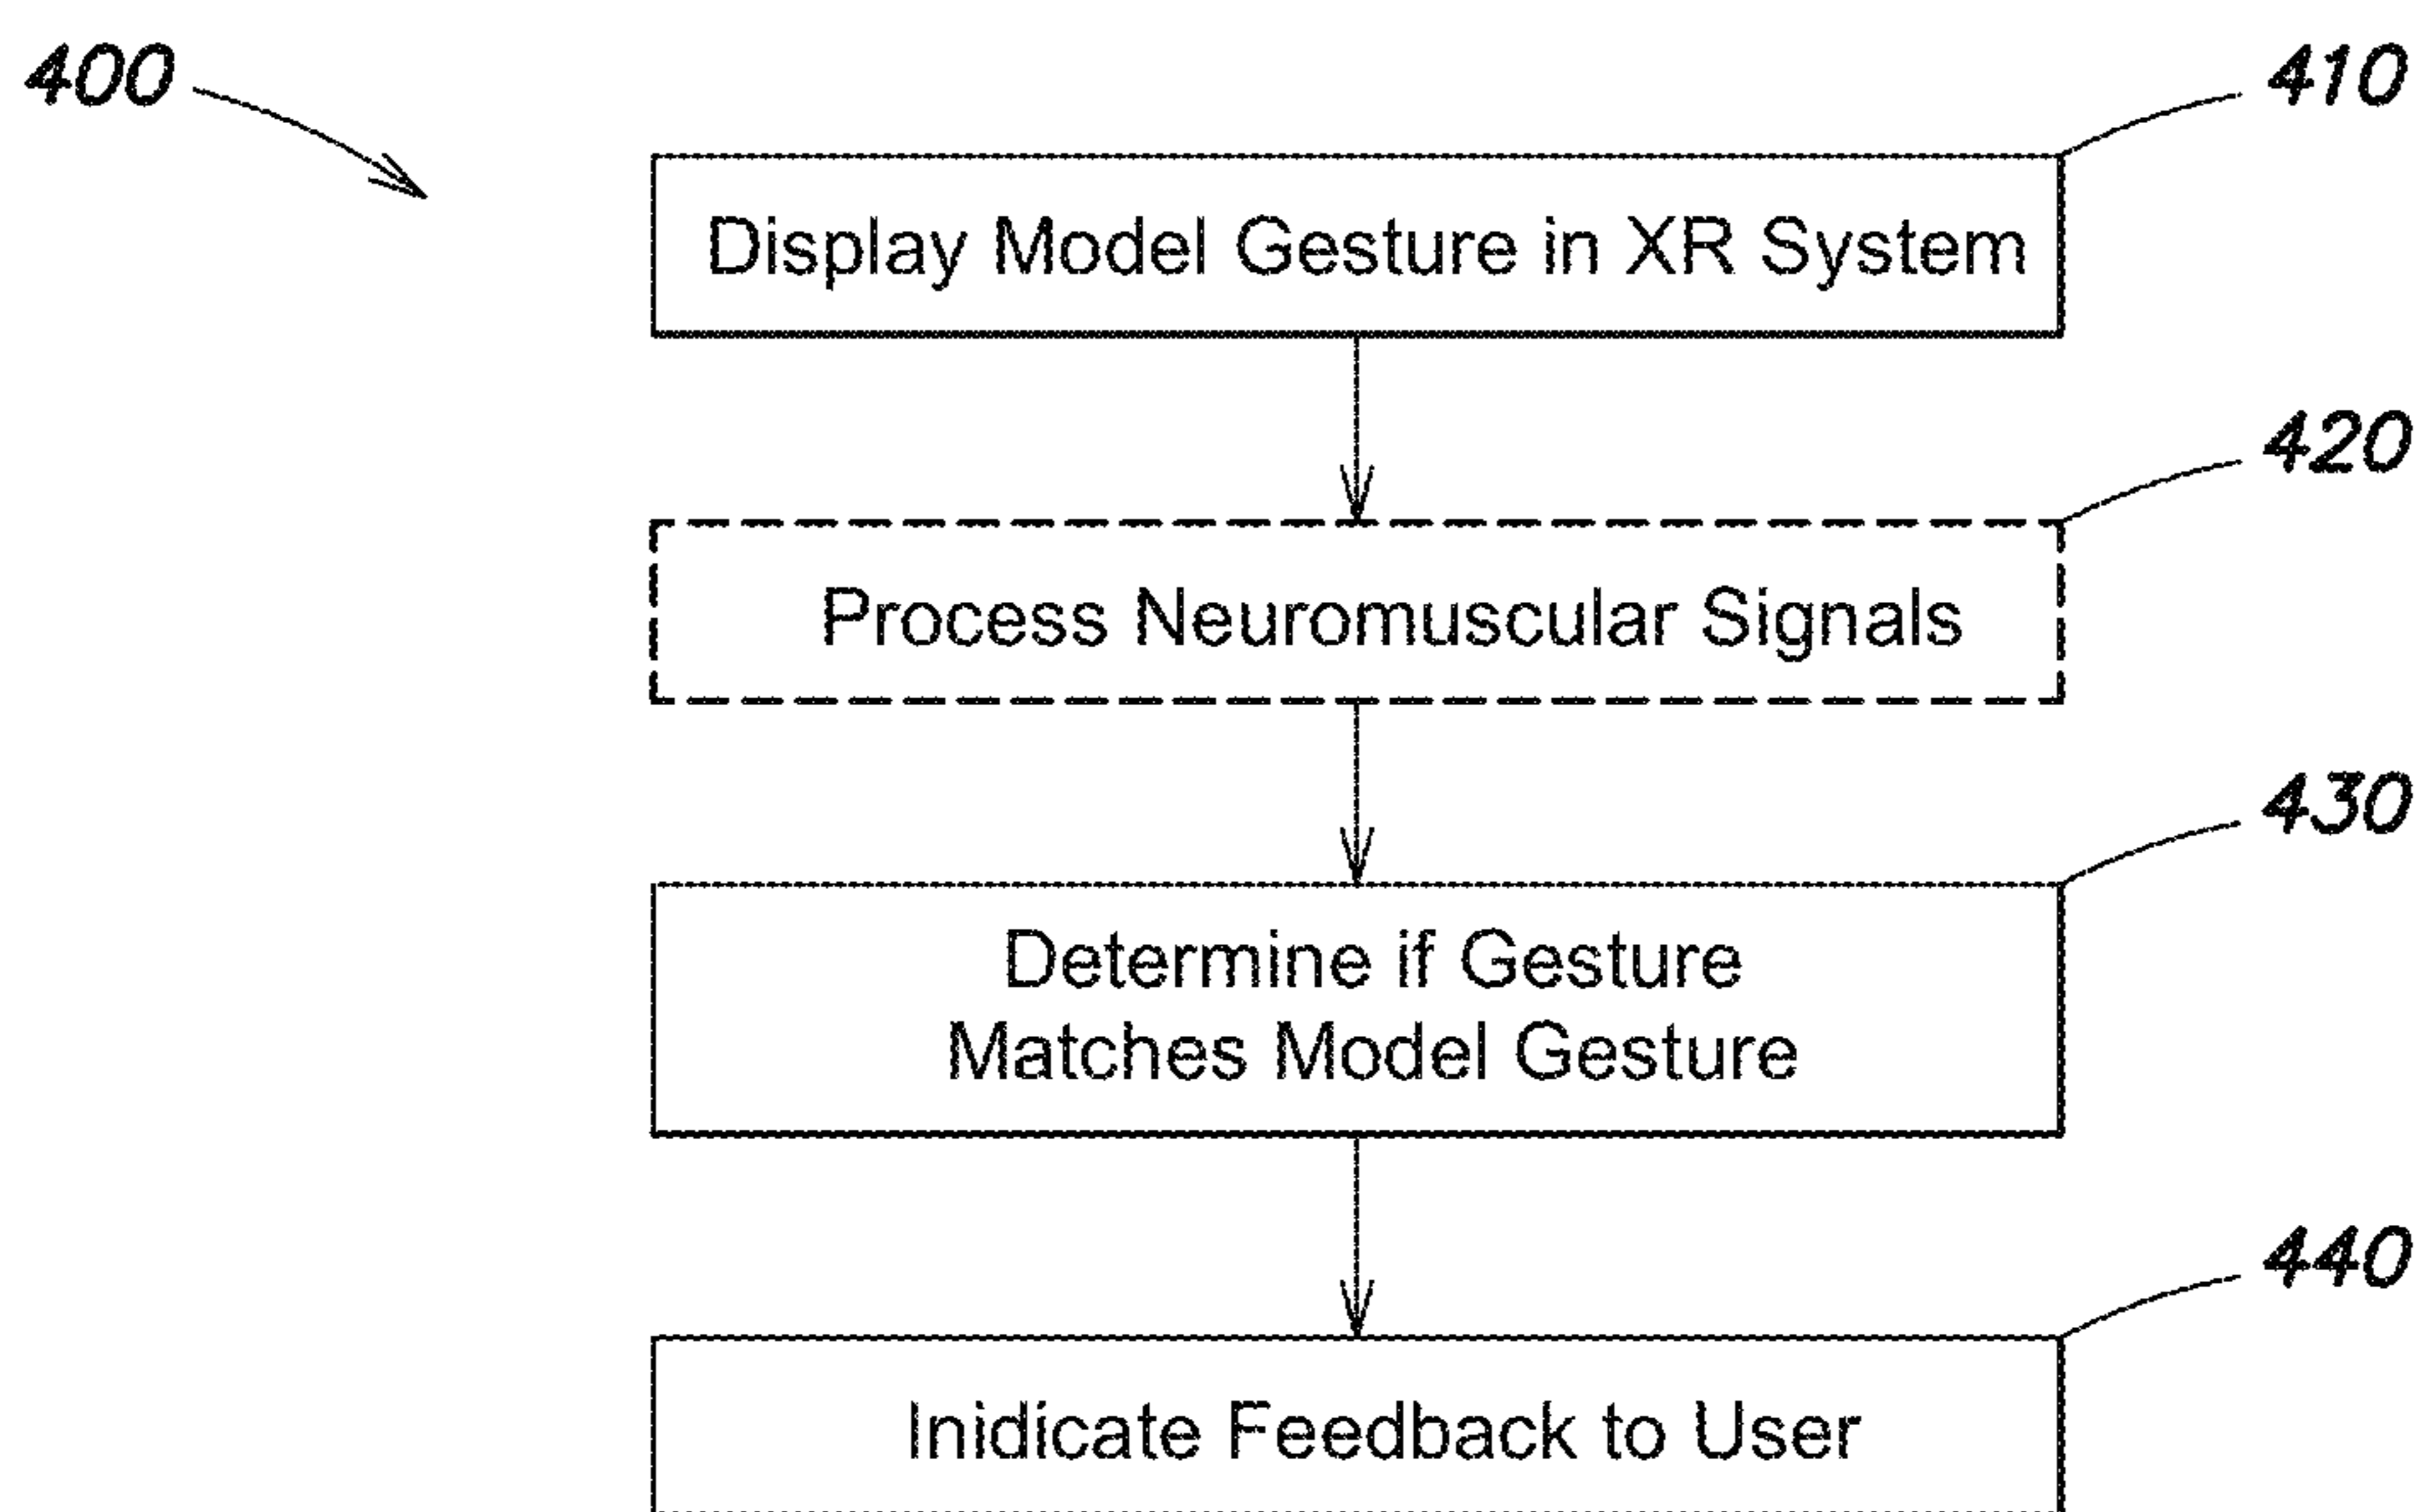 400
410
Display Model Gesture in XR System
420
Process Neuromuscular Signals
430
Determine if Gesture
Matches Model Gesture
440
Inidicate Feedback to User